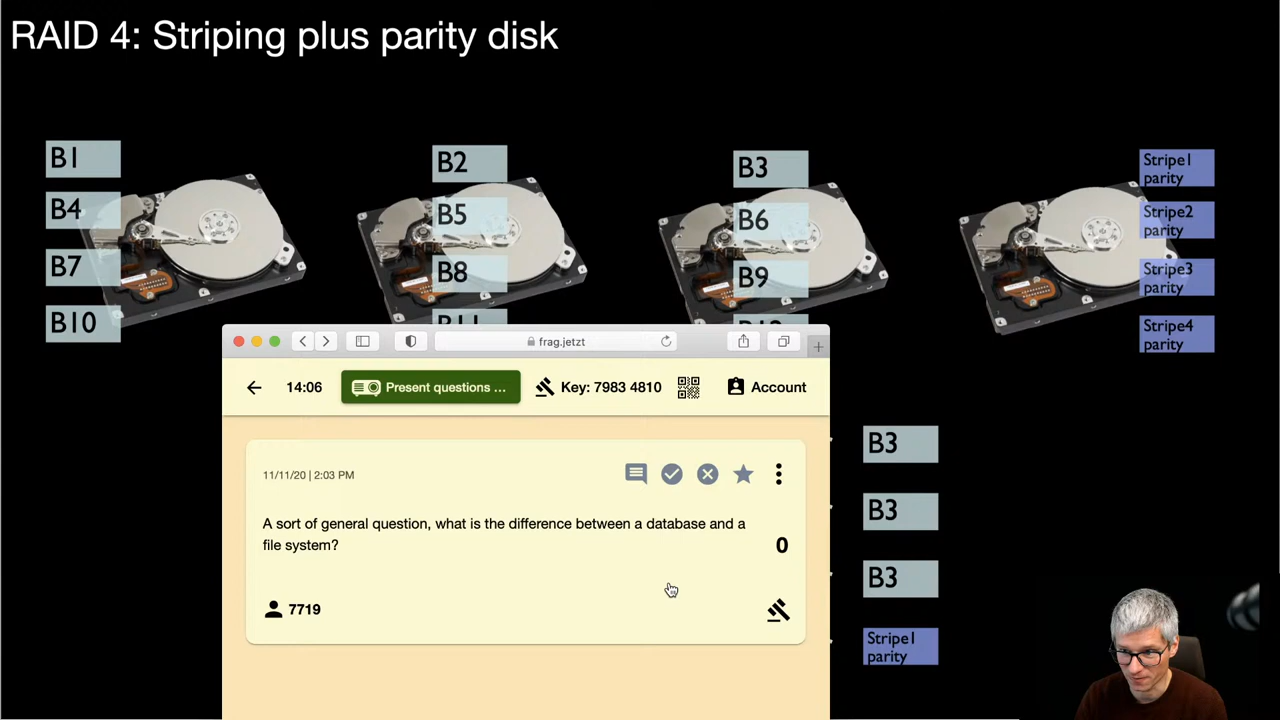 RAID 4: Striping plus parity disk
B1
B2
B3
Stripe1
parity
B4
B5
B6
Stripe2
parity
B7
B8
B9
Stripe3
parity
B10
B11
B12
Stripe4
parity
frag.jetzt
14:06
Present questions ...
Key: 7983 4810
Account
11/11/20 | 2:03 PM
A sort of general question, what is the difference between a database and a
file system?
0
7719
B3
B3
B3
Stripe1
parity